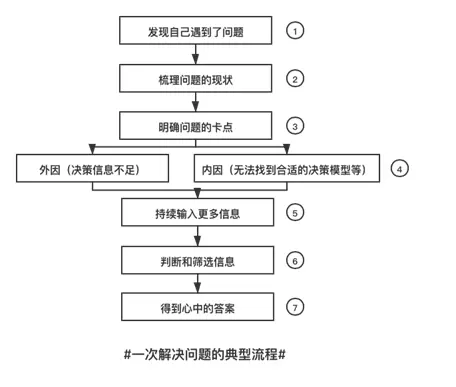 发现自己遇到了问题
1
梳理问题的现状
2
明确问题的卡点
3
外因（决策信息不足）
内因（无法找到合适的决策模型等）
4
持续输入更多信息
5
判断和筛选信息
6
得到心中的答案
7
#一次解决问题的典型流程#